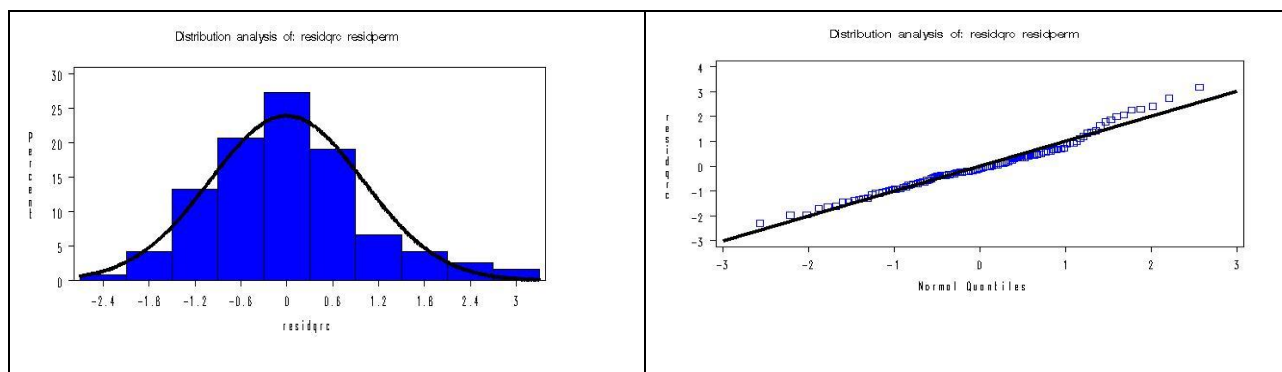 Distribution analysis of: residqrc residperm
30
25
20
15
10
5
0
Percent
-2.4 -1.8 -1.2 -0.6 0 0.6 1.2 1.8 2.4 3
residqrc
Distribution analysis of: residqrc residperm
4
3
2
1
0
-1
-2
-3
residqrc
-3 -2 -1 0 1 2 3
Normal Quantiles